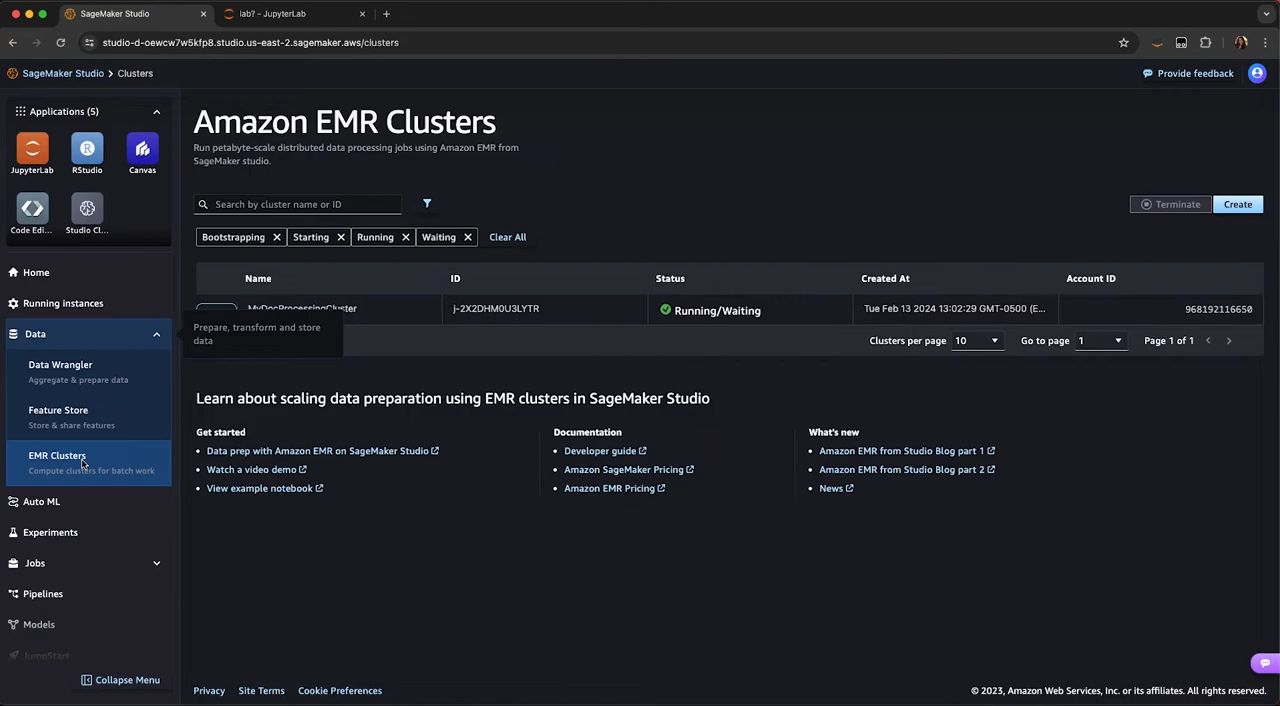 SageMaker Studio
lab? - JupyterLab
studio-d-oewcw7w5kfp8.studio.us-east-2.sagemaker.aws/clusters
SageMaker Studio > Clusters
Provide feedback
Applications (5)
JupyterLab
RStudio
Canvas
Code Edi...
Studio Cl...
Home
Running instances
Data
Data Wrangler
Aggregate & prepare data
Feature Store
Store & share features
EMR Clusters
Compute clusters for batch work
Auto ML
Experiments
Jobs
Pipelines
Models
JumpStart
Collapse Menu
Amazon EMR Clusters
Run petabyte-scale distributed data processing jobs using Amazon EMR from
SageMaker studio.
Search by cluster name or ID
Terminate
Create
Bootstrapping
Starting
Running
Waiting
Clear All
Name ID Status Created At Account ID
MyDocProcessingCluster j-2X2DHM0U3LYTR Running/Waiting Tue Feb 13 2024 13:02:29 GMT-0500 (E... 968192116650
Prepare, transform and store
data
Clusters per page 10 Go to page 1 Page 1 of 1
Learn about scaling data preparation using EMR clusters in SageMaker Studio
Get started
Data prep with Amazon EMR on SageMaker Studio
Watch a video demo
View example notebook
Documentation
Developer guide
Amazon SageMaker Pricing
Amazon EMR Pricing
What's new
Amazon EMR from Studio Blog part 1
Amazon EMR from Studio Blog part 2
News
Privacy Site Terms Cookie Preferences
© 2023, Amazon Web Services, Inc. or its affiliates. All rights reserved.